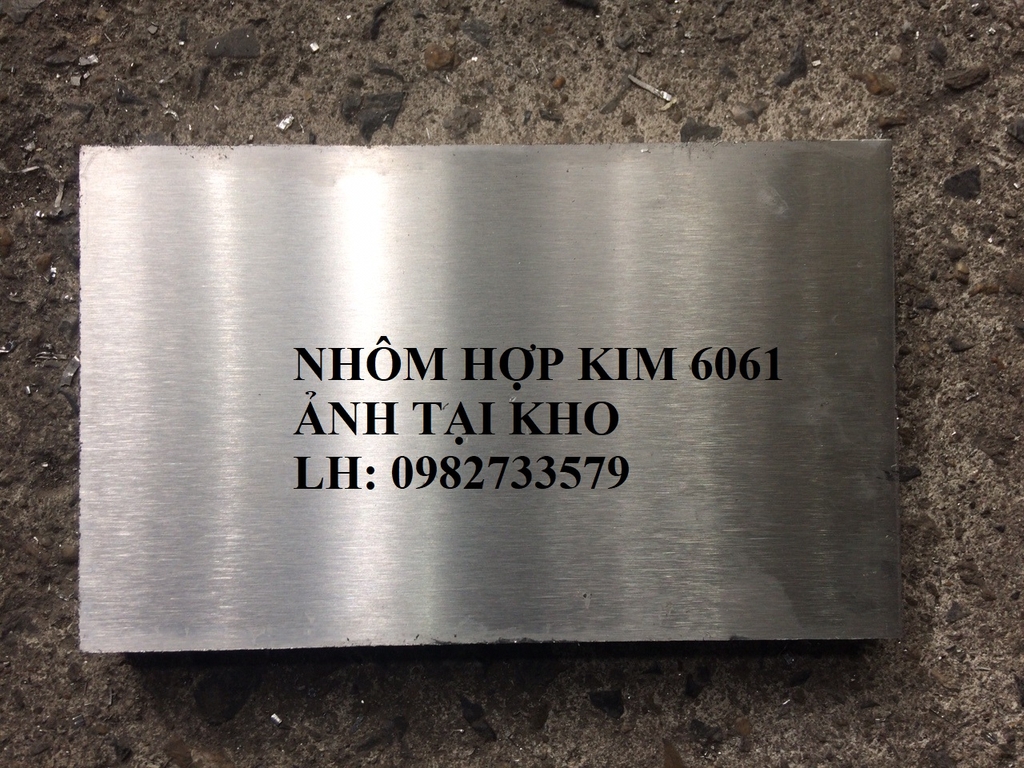 NHÔM HỢP KIM 6061
ẢNH TẠI KHO
LH: 0982733579